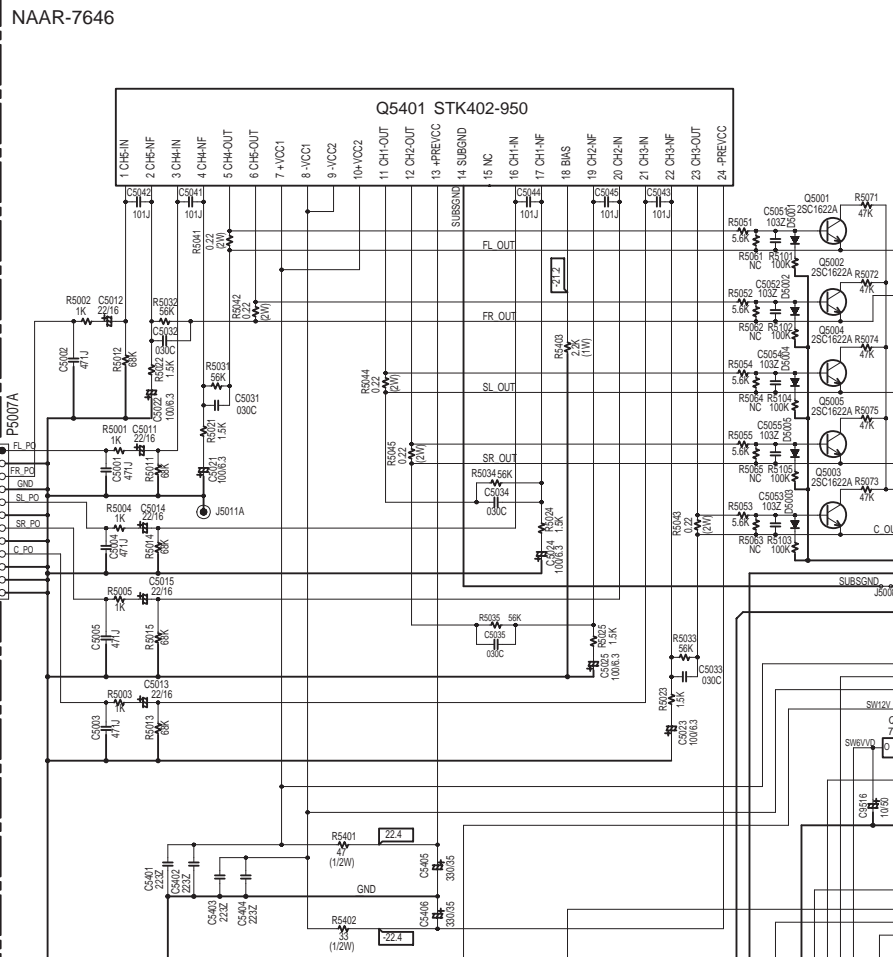 NAAR-7646
Q5401 STK402-950
1 CH5-IN
2 CH5-NF
3 CH4-IN
4 CH4-NF
5 CH4-OUT
6 CH5-OUT
7 +VCC1
8 -VCC1
9 -VCC2
10+VCC2
11 CH1-OUT
12 CH2-OUT
13 +PREVCC
14 SUBGND
15 NC
16 CH1-IN
17 CH1-NF
18 BIAS
19 CH2-NF
20 CH2-IN
21 CH3-IN
22 CH3-NF
23 CH3-OUT
24 -PREVCC
C5042
101J
C5041
101J
SUBSGND
C5044
101J
C5045
101J
C5043
101J
R5041
0.22
(2W)
FL_OUT
-21.2
R5051
5.6K
C5051
103Z
D5001
R5061
NC
R5101
100K
Q5001
2SC1622A
R5071
47K
R5042
0.22
(2W)
FR_OUT
R5052
5.6K
C5052
103Z
D5002
R5062
NC
R5102
100K
Q5002
2SC1622A
R5072
47K
R5002
1K
C5012
22/16
R5032
56K
C5032
030C
C5002
471J
R5012
68K
R5022
1.5K
C5022
100/6.3
R5031
56K
C5031
030C
R5021
1.5K
C5021
100/6.3
R5403
2.2K
(1W)
R5044
0.22
(2W)
SL_OUT
R5054
5.6K
C5054
103Z
D5004
R5064
NC
R5104
100K
Q5004
2SC1622A
R5074
47K
P5007A
FL_PO
FR_PO
GND
SL_PO
SR_PO
C_PO
R5001
1K
C5011
22/16
C5001
471J
R5011
68K
R5045
0.22
(2W)
SR_OUT
R5055
5.6K
C5055
103Z
D5005
R5065
NC
R5105
100K
Q5005
2SC1622A
R5075
47K
R5034 56K
C5034
030C
J5011A
R5004
1K
C5014
22/16
C5004
471J
R5014
68K
R5024
1.5K
C5024
100/6.3
R5043
0.22
(2W)
R5053
5.6K
C5053
103Z
D5003
R5063
NC
R5103
100K
Q5003
2SC1622A
R5073
47K
SUBSGND
R5005
1K
C5015
22/16
C5005
471J
R5015
68K
R5035 56K
C5035
030C
R5025
1.5K
C5025
100/6.3
R5033
56K
C5033
030C
R5003
1K
C5013
22/16
C5003
471J
R5013
68K
R5023
1.5K
C5023
100/6.3
SW12V
SW6VVD
O
C9516
10/50
R5401
47
(1/2W)
22.4
C5401
223Z
C5402
223Z
C5403
223Z
C5404
223Z
GND
C5405
330/35
C5406
330/35
R5402
33
(1/2W)
-22.4